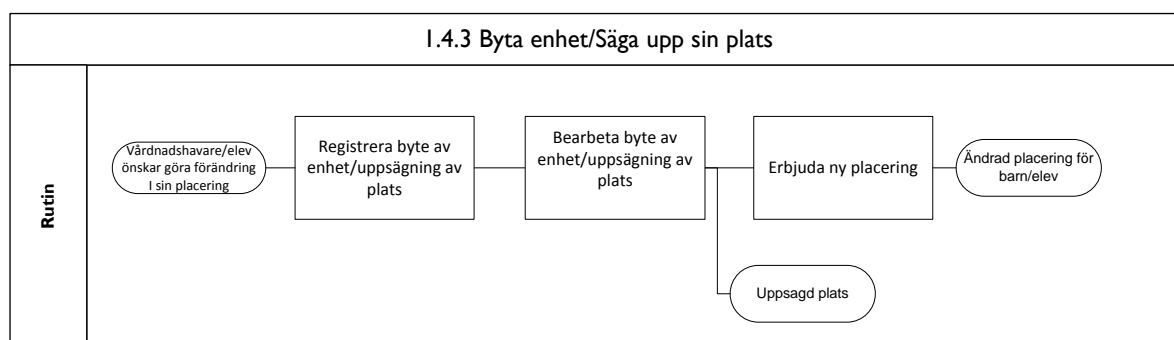 1.4.3 Byta enhet/Säga upp sin plats
Rutin
Vårdnadshavare/elev
önskar göra förändring
I sin placering
Registrera byte av
enhet/uppsägning av
plats
Bearbeta byte av
enhet/uppsägning av
plats
Erbjuda ny placering
Ändrad placering för
barn/elev
Uppsagd plats